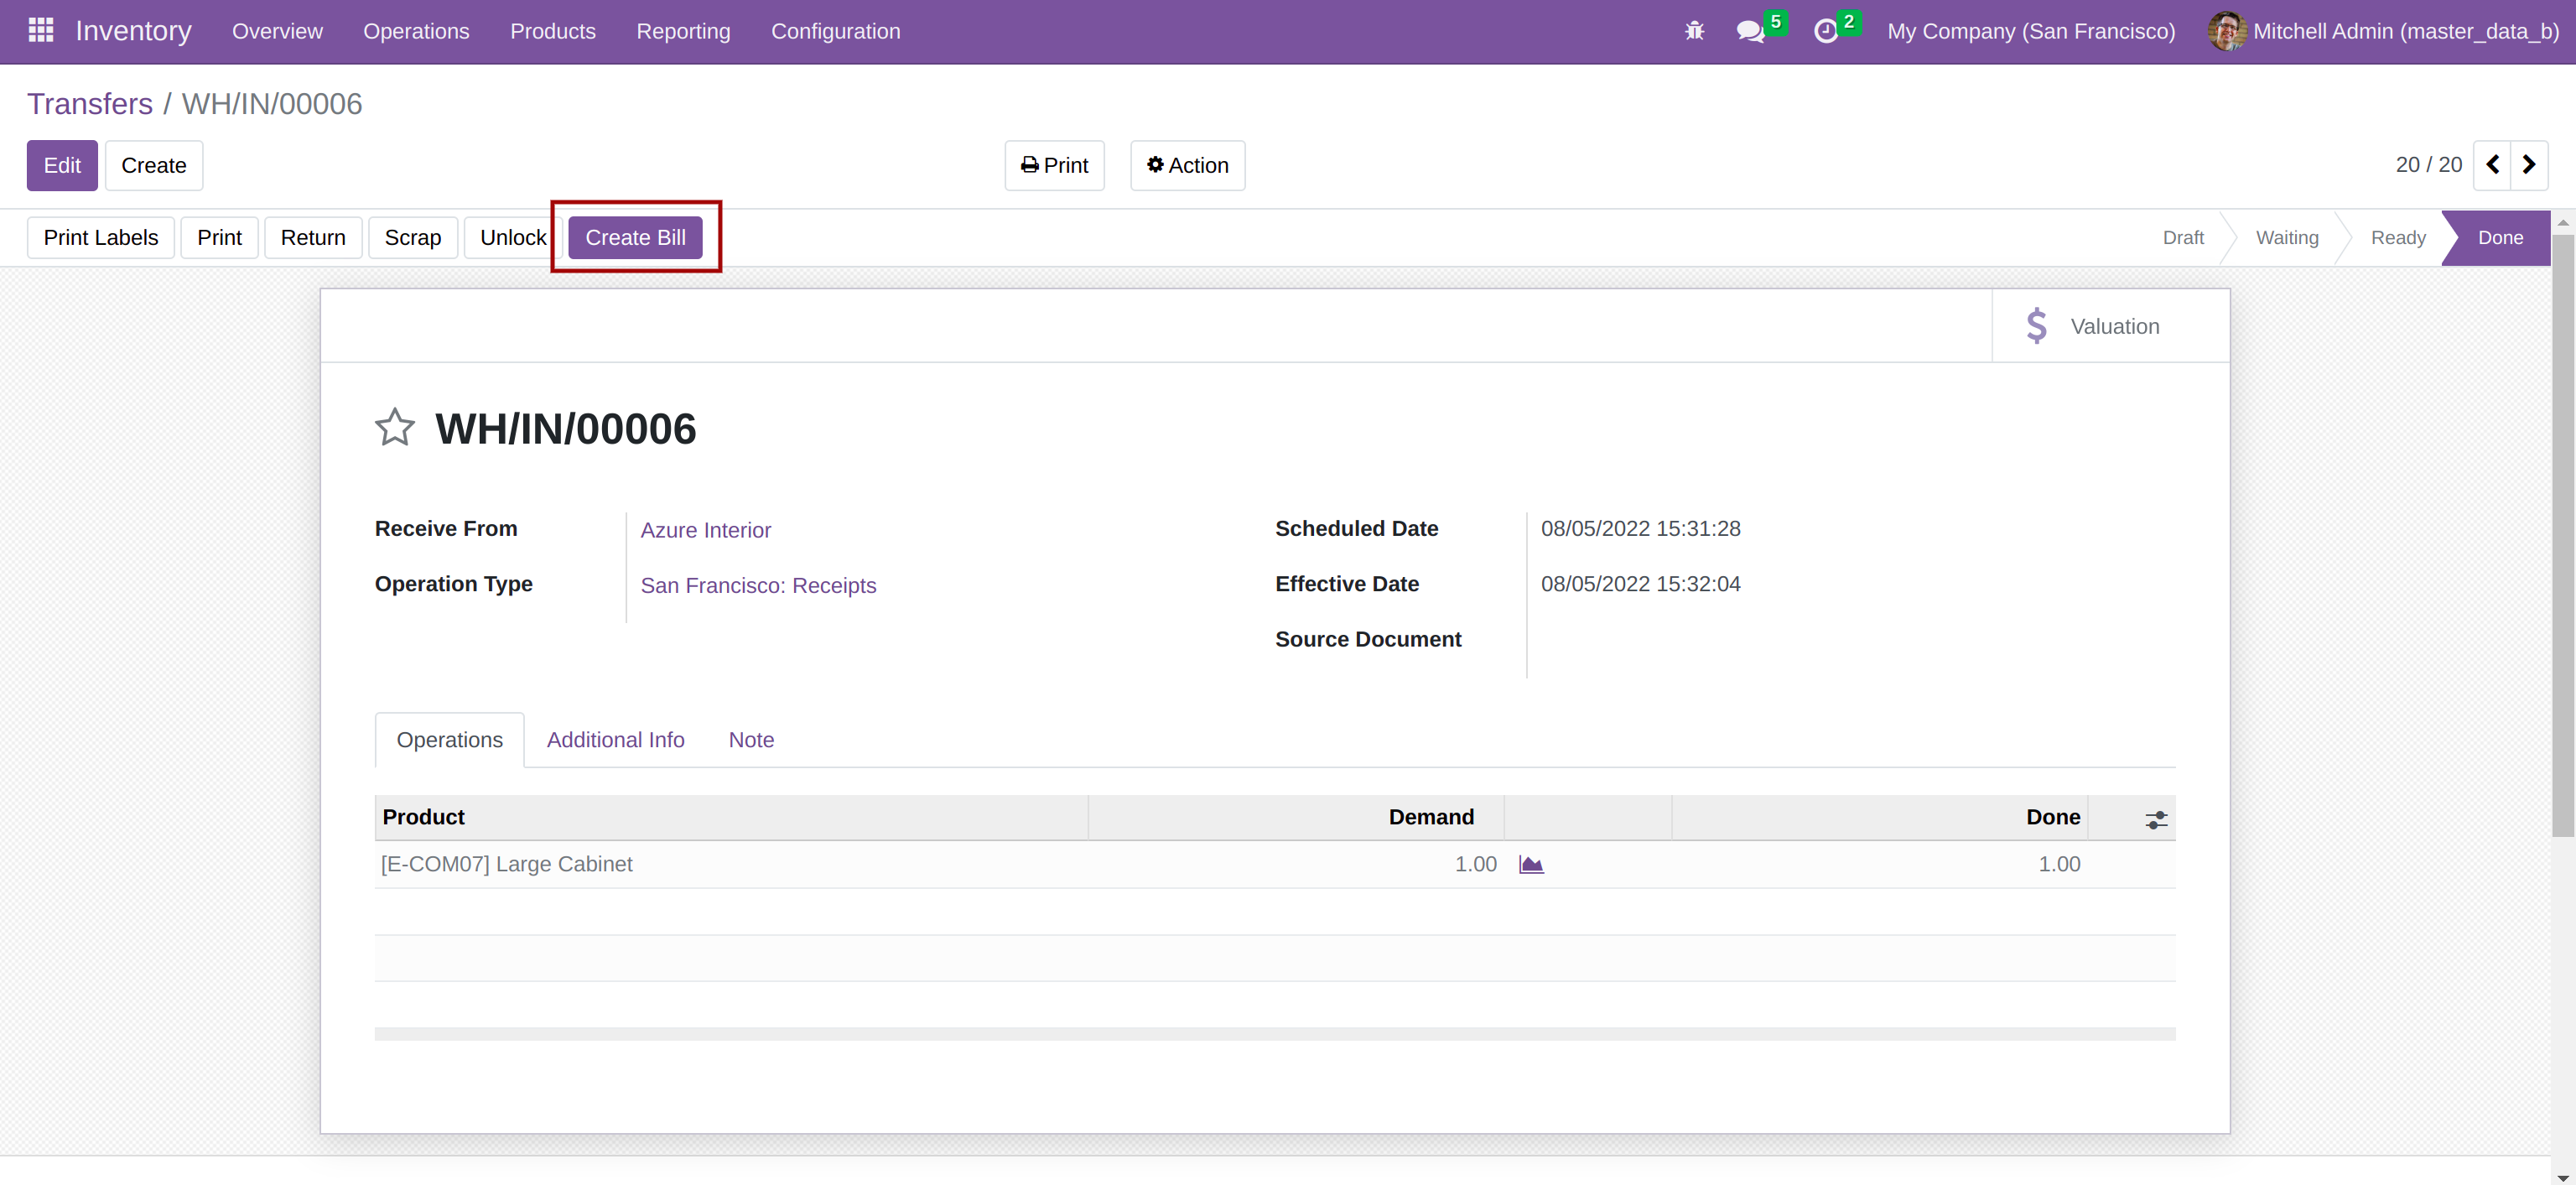 Inventory Overview Operations Products Reporting Configuration 5 2 My Company (San Francisco) Mitchell Admin (master_data_b)
Transfers / WH/IN/00006
Edit Create Print Action 20 / 20
Print Labels Print Return Scrap Unlock Create Bill Draft Waiting Ready Done
$ Valuation
WH/IN/00006
Receive From Azure Interior Scheduled Date 08/05/2022 15:31:28
Operation Type San Francisco: Receipts Effective Date 08/05/2022 15:32:04
Source Document
Operations Additional Info Note
Product Demand Done
[E-COM07] Large Cabinet 1.00 1.00